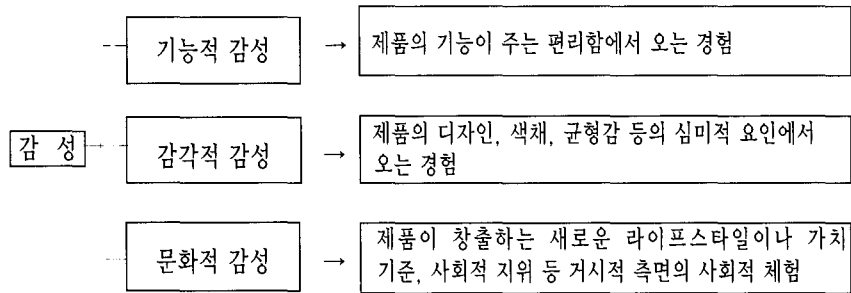 기능적 감성 → 제품의 기능이 주는 편리함에서 오는 경험
감 성
감각적 감성 → 제품의 디자인, 색채, 균형감 등의 심미적 요인에서
오는 경험
문화적 감성 → 제품이 창출하는 새로운 라이프스타일이나 가치
기준, 사회적 지위 등 거시적 측면의 사회적 체험